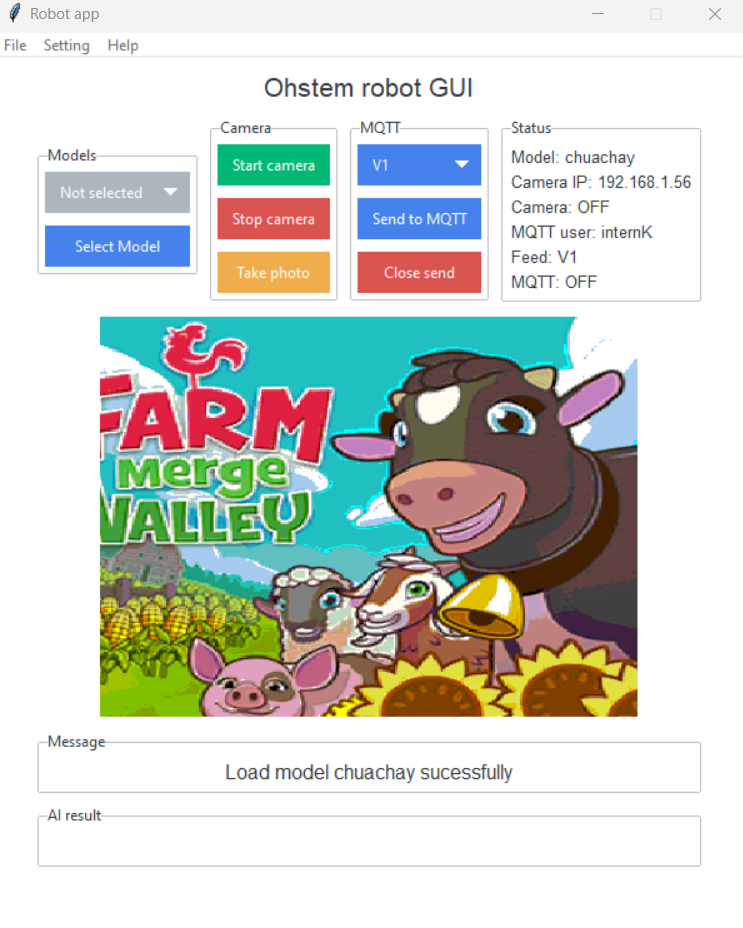 Robot app
File Setting Help
Ohstem robot GUI
Models
Not selected
Select Model
Camera
Start camera
Stop camera
Take photo
MQTT
V1
Send to MQTT
Close send
Status
Model: chuachay
Camera IP: 192.168.1.56
Camera: OFF
MQTT user: internK
Feed: V1
MQTT: OFF
FARM
Merge
VALLEY
Message
Load model chuachay sucessfully
AI result